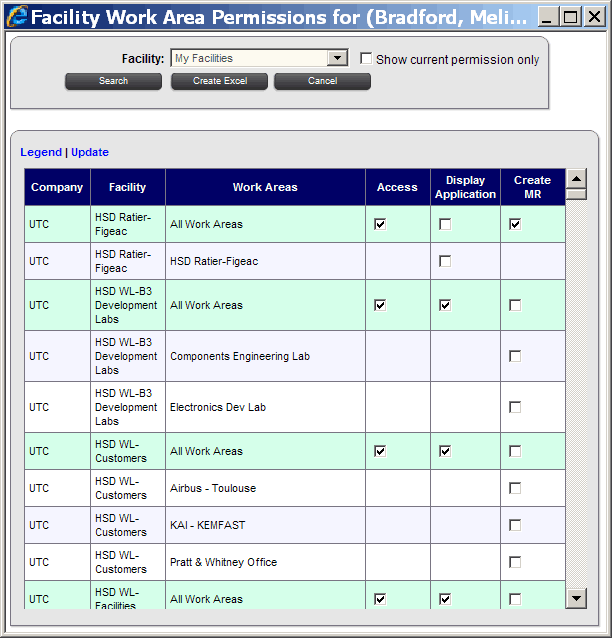 Facility Work Area Permissions for (Bradford, Meli...
Facility: My Facilities Show current permission only
Search Create Excel Cancel
Legend | Update
Company Facility Work Areas Access Display Application Create MR
UTC HSD Ratier-Figeac All Work Areas
UTC HSD Ratier-Figeac HSD Ratier-Figeac
UTC HSD WL-B3 Development Labs All Work Areas
UTC HSD WL-B3 Development Labs Components Engineering Lab
UTC HSD WL-B3 Development Labs Electronics Dev Lab
UTC HSD WL-Customers All Work Areas
UTC HSD WL-Customers Airbus - Toulouse
UTC HSD WL-Customers KAI - KEMFAST
UTC HSD WL-Customers Pratt & Whitney Office
UTC HSD WL-Facilities All Work Areas